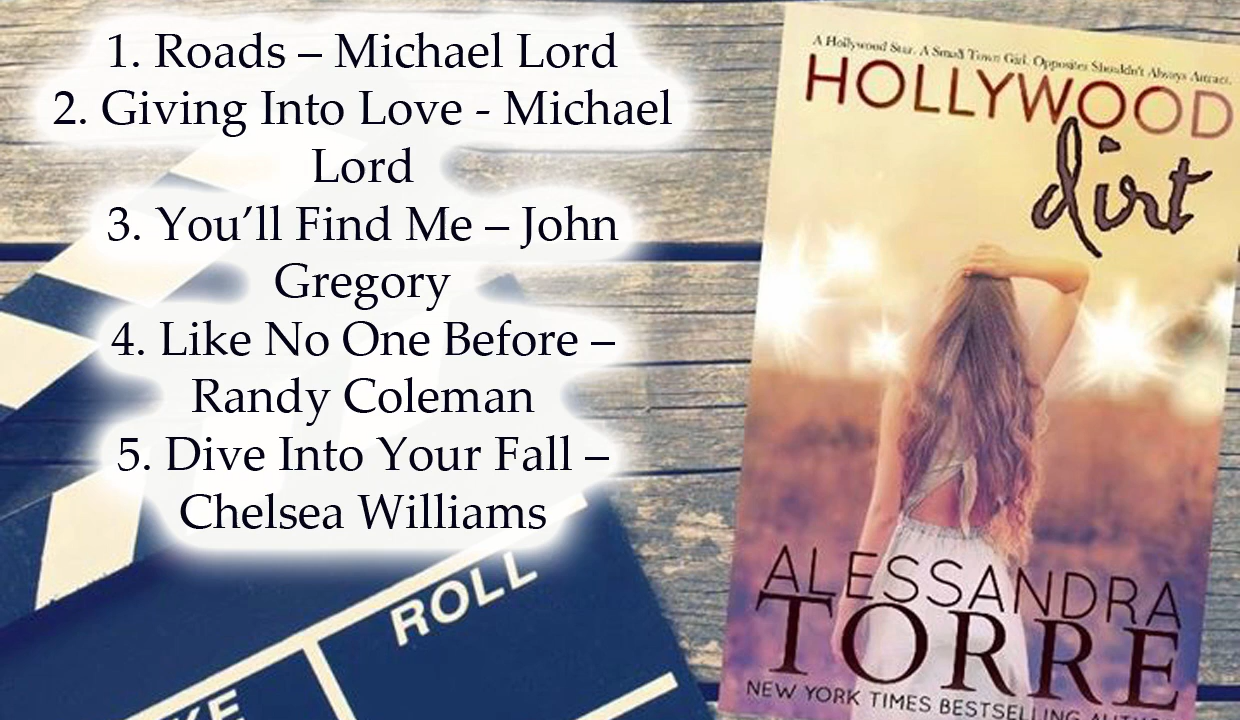 1. Roads – Michael Lord
2. Giving Into Love - Michael
Lord
3. You’ll Find Me – John
Gregory
4. Like No One Before –
Randy Coleman
5. Dive Into Your Fall –
Chelsea Williams
ROLL
A Hollywood Star. A Small Town Girl. Opposites Shouldn't Always Attract.
HOLLYWOOD
dirt
ALESSANDRA
TORRE
NEW YORK TIMES BESTSELLING